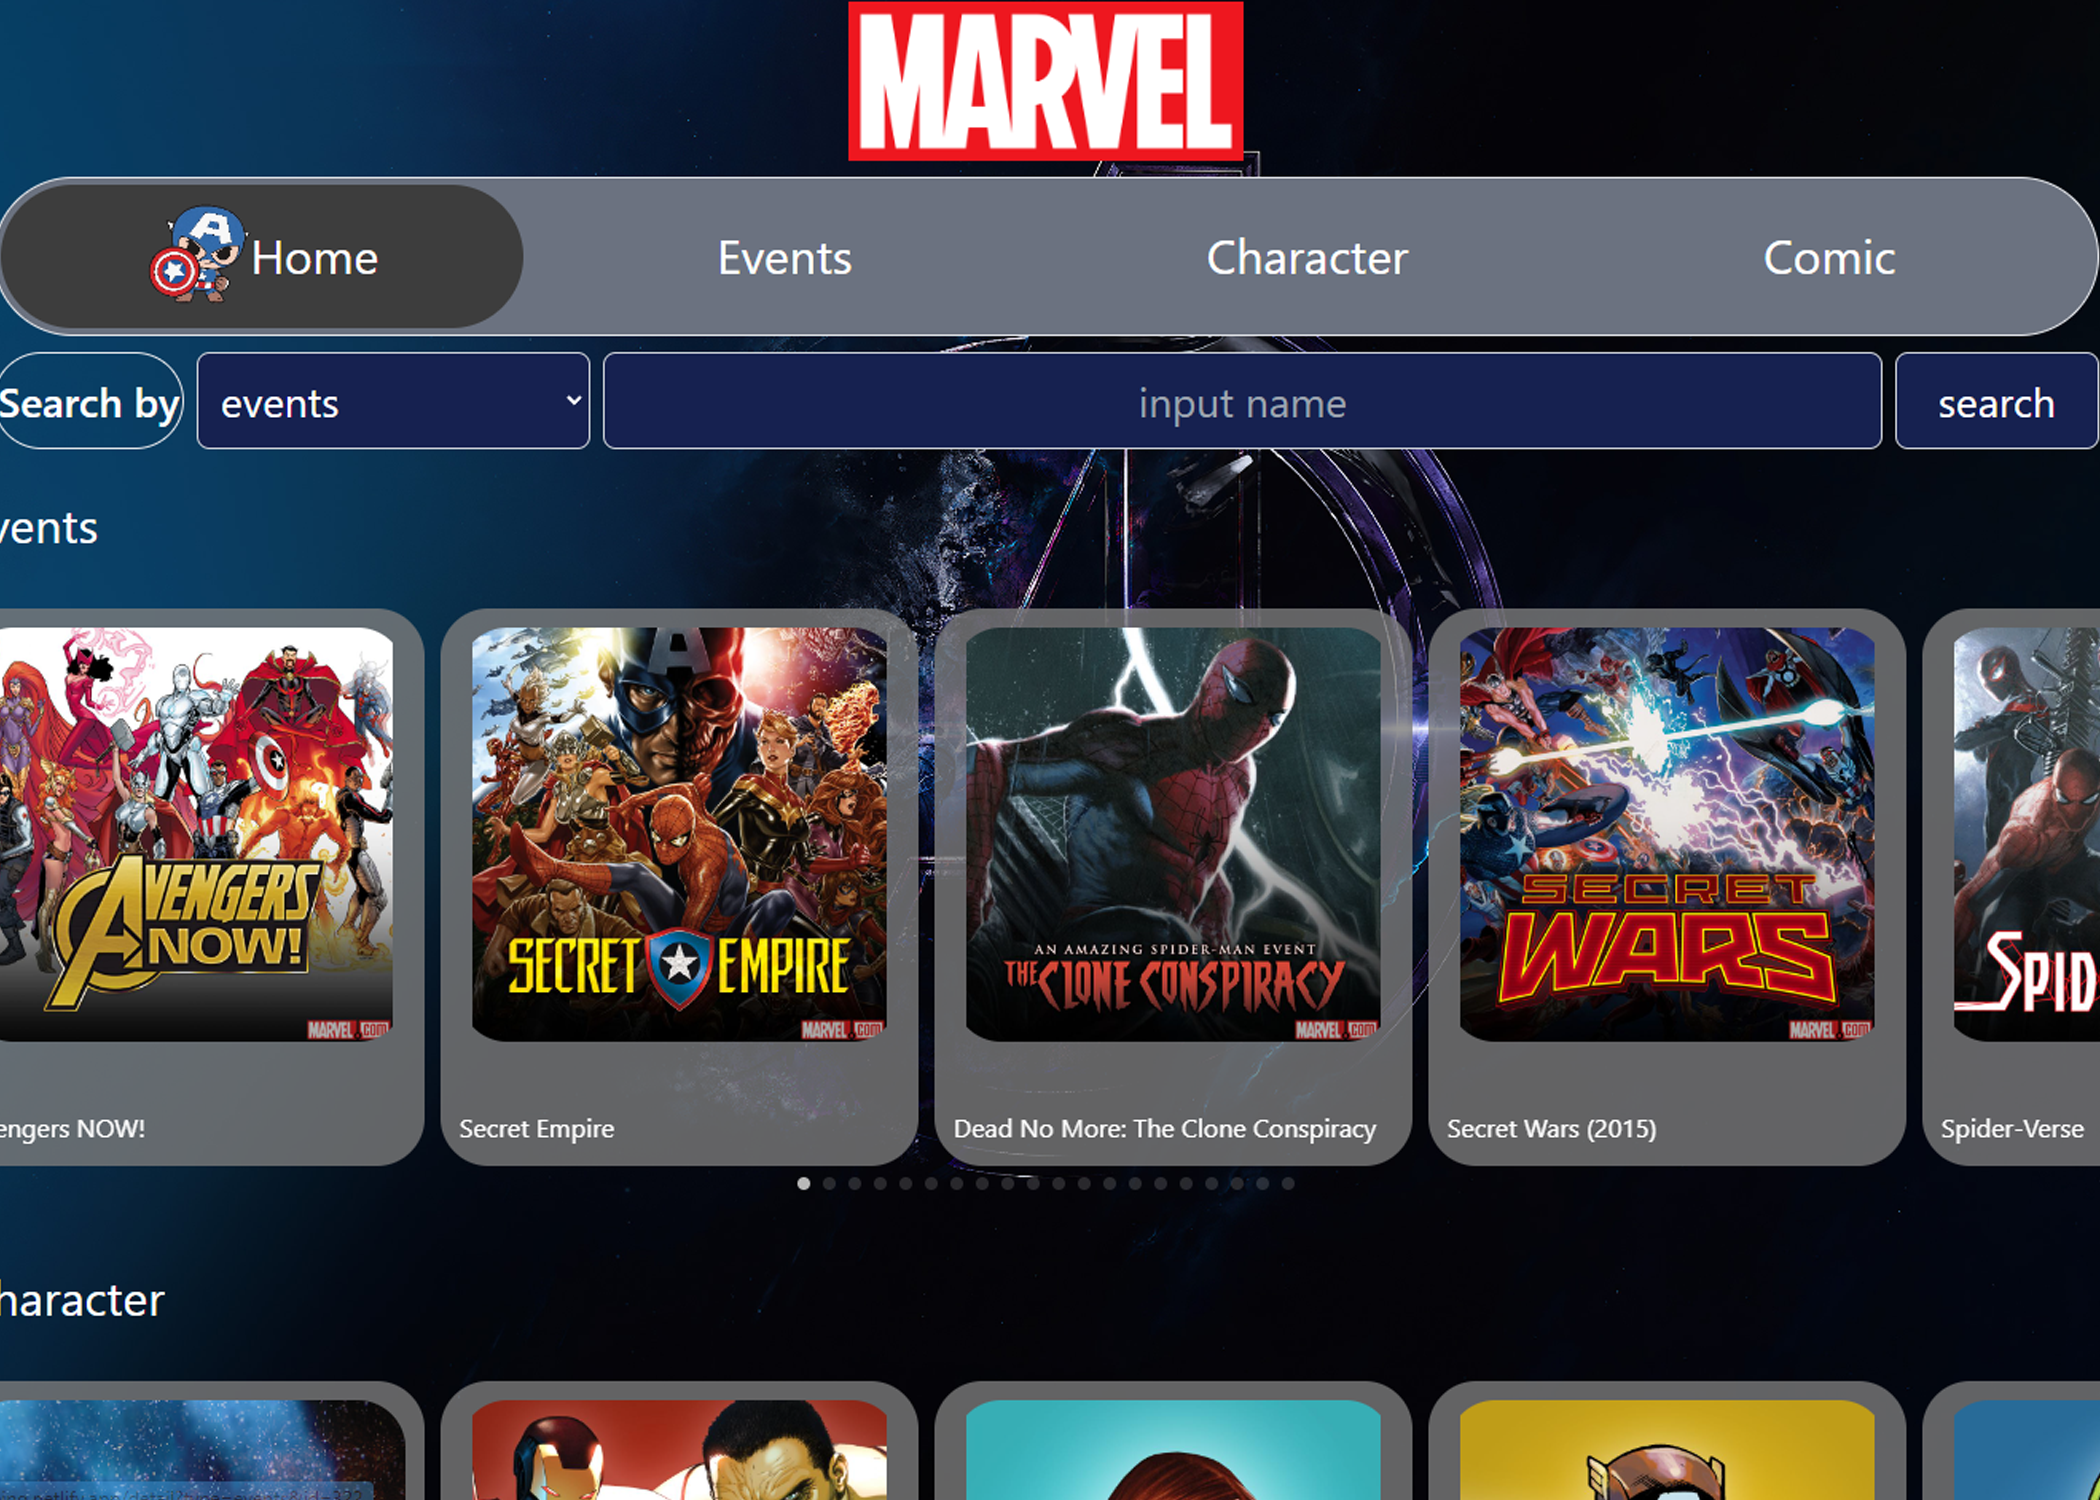 MARVEL
Home Events Character Comic
Search by events input name search
vents
AVENGERS NOW!
MARVEL.COM
SECRET EMPIRE
MARVEL.COM
AN AMAZING SPIDER-MAN EVENT
THE CLONE CONSPIRACY
MARVEL.COM
SECRET
WARS
MARVEL.COM
SPID
engers NOW!
Secret Empire
Dead No More: The Clone Conspiracy
Secret Wars (2015)
Spider-Verse
haracter